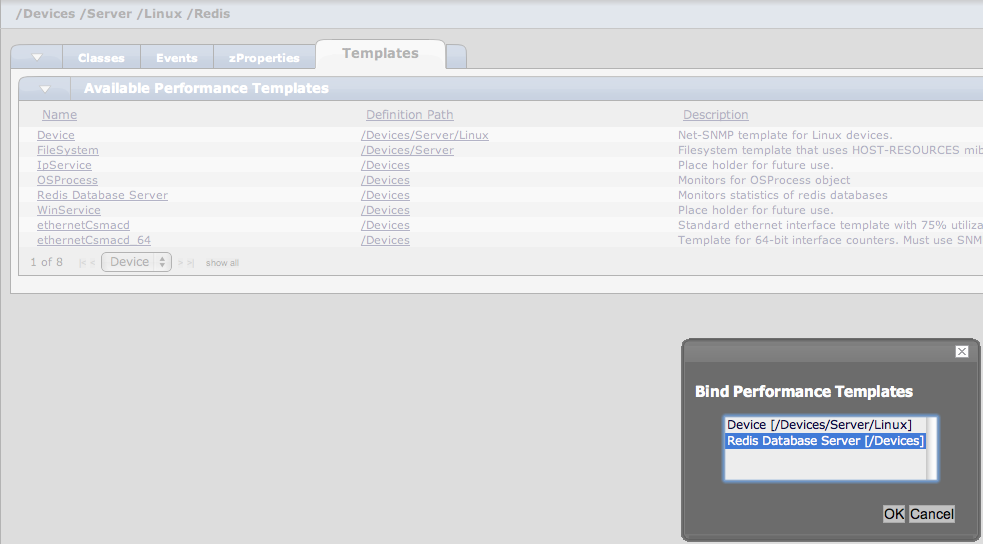 /Devices /Server /Linux /Redis
Classes Events zProperties Templates
Available Performance Templates
Name Definition Path Description
Device /Devices/Server/Linux Net-SNMP template for Linux devices.
FileSystem /Devices/Server Filesystem template that uses HOST-RESOURCES mib
IpService /Devices Place holder for future use.
OSProcess /Devices Monitors for OSProcess object
Redis Database Server /Devices Monitors statistics of redis databases
WinService /Devices Place holder for future use.
ethernetCsmacd /Devices Standard ethernet interface template with 75% utiliza
ethernetCsmacd_64 /Devices Template for 64-bit interface counters. Must use SNM
1 of 8 Device show all
Bind Performance Templates
Device [/Devices/Server/Linux]
Redis Database Server [/Devices]
OK Cancel